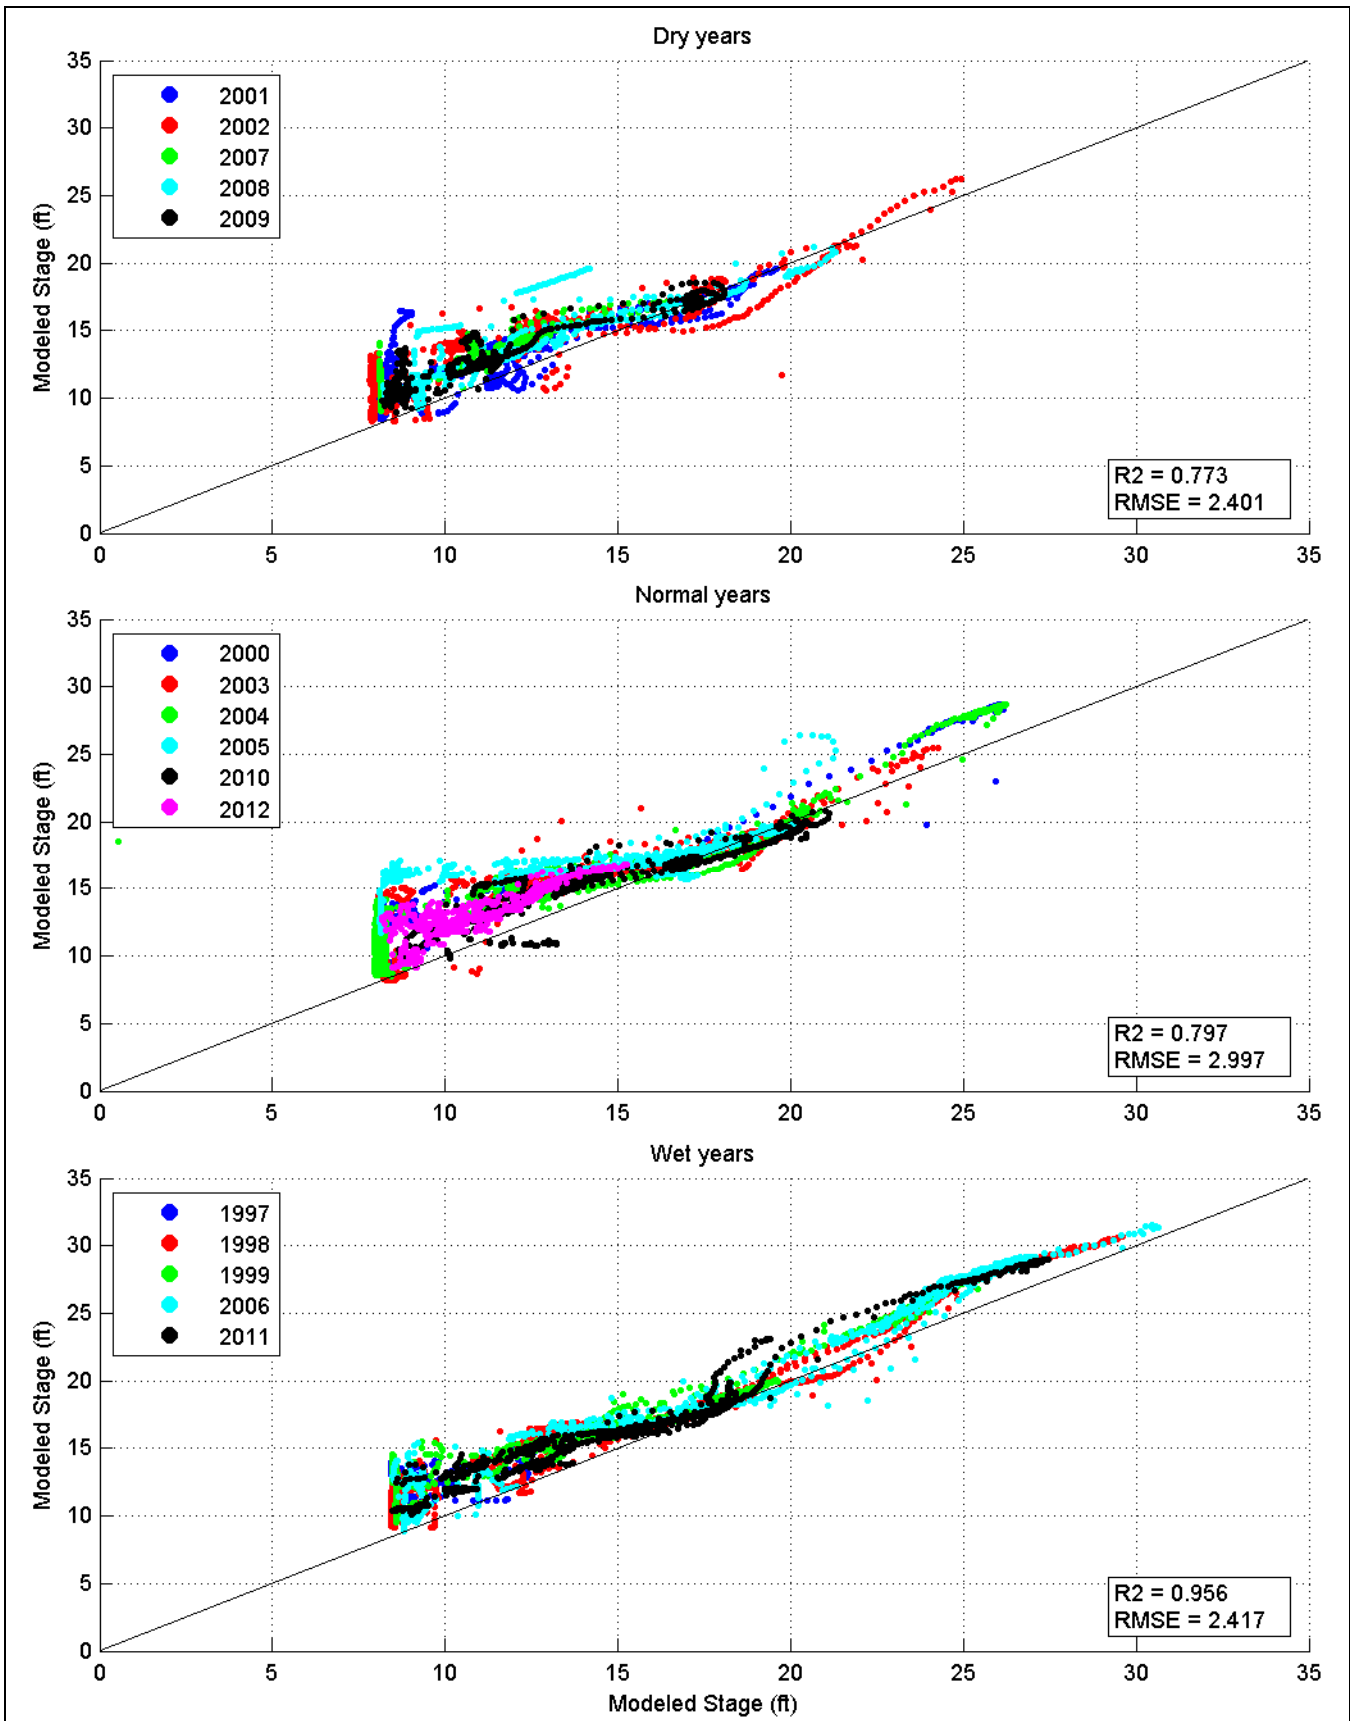 Dry years
Modeled Stage (ft)
35
30
25
20
15
10
5
0
2001
2002
2007
2008
2009
R2 = 0.773
RMSE = 2.401
0 5 10 15 20 25 30 35
Normal years
Modeled Stage (ft)
35
30
25
20
15
10
5
0
2000
2003
2004
2005
2010
2012
R2 = 0.797
RMSE = 2.997
0 5 10 15 20 25 30 35
Wet years
Modeled Stage (ft)
35
30
25
20
15
10
5
0
1997
1998
1999
2006
2011
R2 = 0.956
RMSE = 2.417
0 5 10 15 20 25 30 35
Modeled Stage (ft)